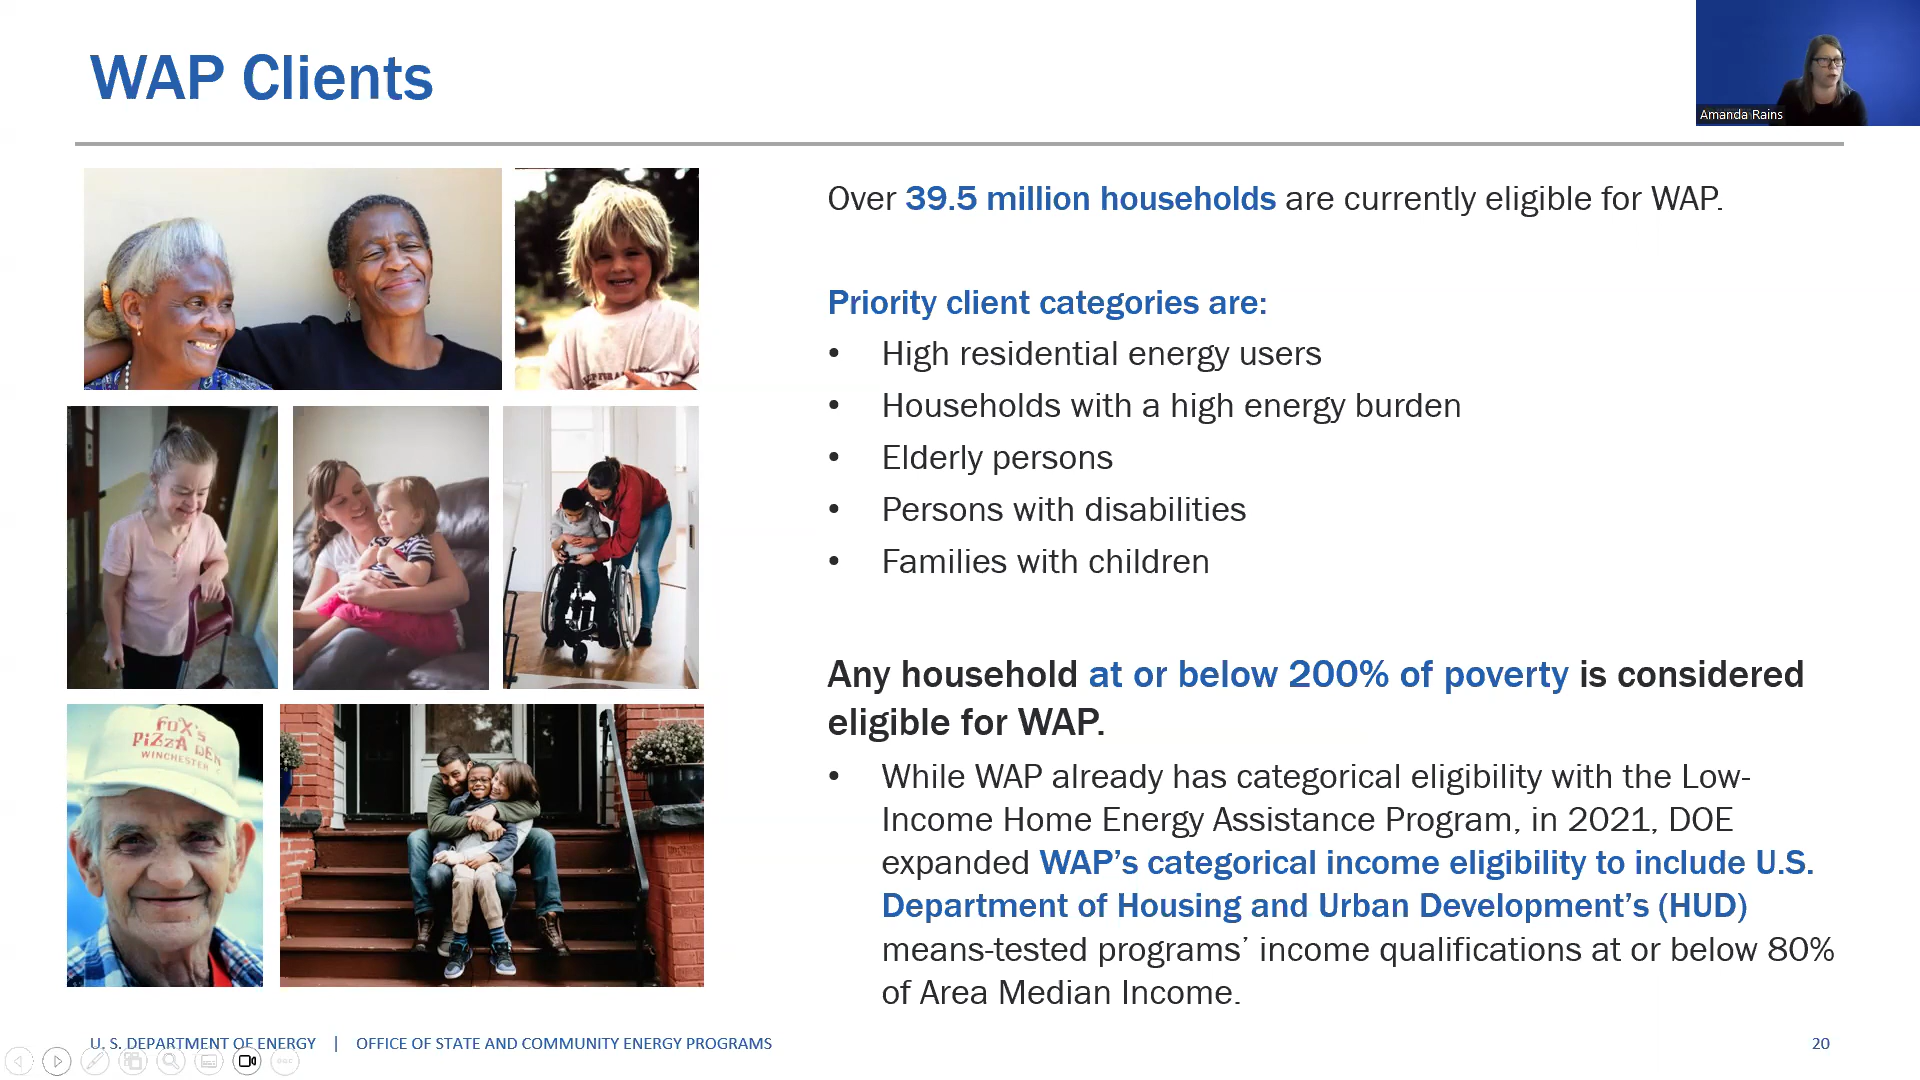 WAP Clients
Amanda Rains
Over 39.5 million households are currently eligible for WAP.
Priority client categories are:
• High residential energy users
• Households with a high energy burden
• Elderly persons
• Persons with disabilities
• Families with children
Any household at or below 200% of poverty is considered
eligible for WAP.
• While WAP already has categorical eligibility with the Low-
Income Home Energy Assistance Program, in 2021, DOE
expanded WAP’s categorical income eligibility to include U.S.
Department of Housing and Urban Development’s (HUD)
means-tested programs’ income qualifications at or below 80%
of Area Median Income.
FOX'S
PIZZA DEN
WINCHESTER
U. S. DEPARTMENT OF ENERGY | OFFICE OF STATE AND COMMUNITY ENERGY PROGRAMS
20